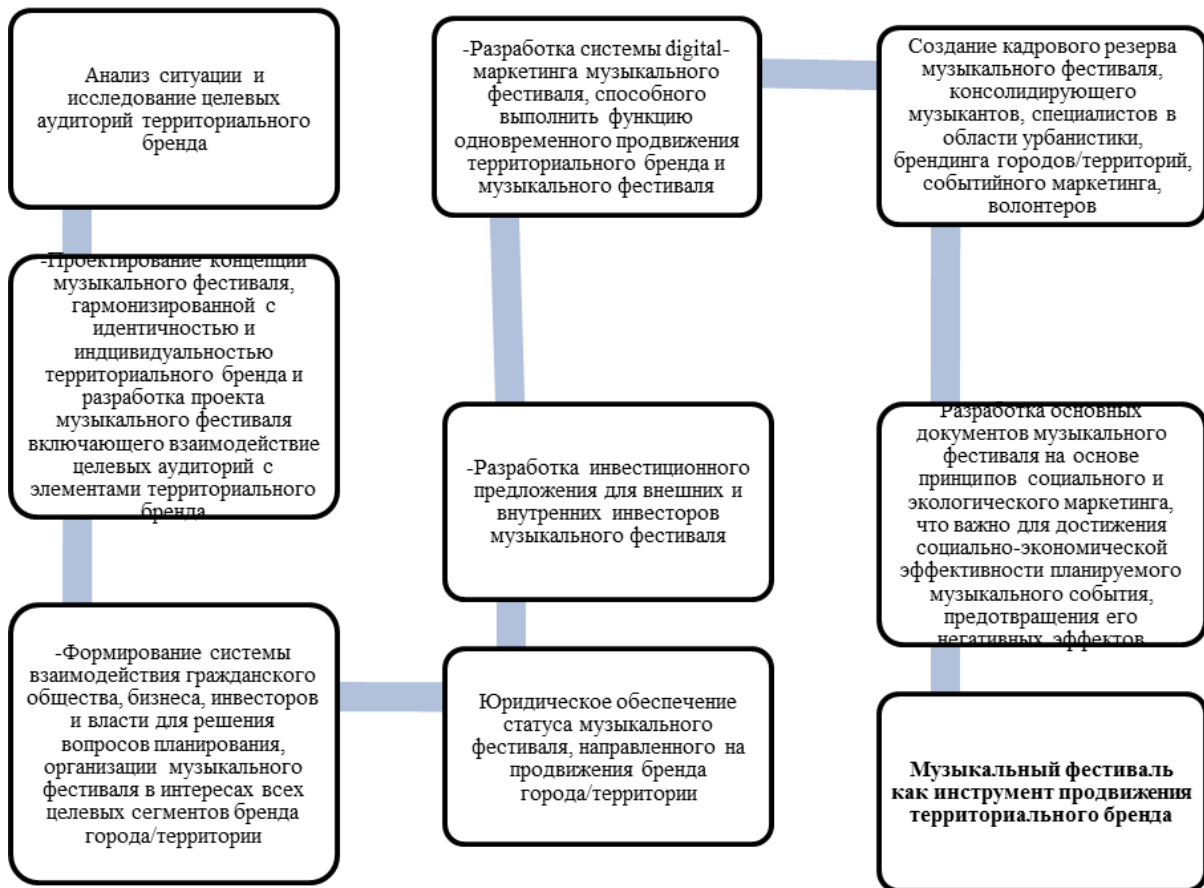 Анализ ситуации и
исследование целевых
аудиторий территориального
бренда
-Проектирование концепции
музыкального фестиваля,
гармонизированной с
идентичностью и
индцивидуальностью
территориального бренда и
разработка проекта
музыкального фестиваля
включающего взаимодействие
целевых аудиторий с
элементами территориального
бренда
-Формирование системы
взаимодействия гражданского
общества, бизнеса, инвесторов
и власти для решения
вопросов планирования,
организации музыкального
фестиваля в интересах всех
целевых сегментов бренда
города/территории
Юридическое обеспечение
статуса музыкального
фестиваля, направленного на
продвижения бренда
города/территории
-Разработка инвестиционного
предложения для внешних и
внутренних инвесторов
музыкального фестиваля
-Разработка системы digital-
маркетинга музыкального
фестиваля, способного
выполнить функцию
одновременного продвижения
территориального бренда и
музыкального фестиваля
Создание кадрового резерва
музыкального фестиваля,
консолидирующего
музыкантов, специалистов в
области урбанистики,
брендинга городов/территорий,
событийного маркетинга,
волонтеров
Разработка основных
документов музыкального
фестиваля на основе
принципов социального и
экологического маркетинга,
что важно для достижения
социально-экономической
эффективности планируемого
музыкального события,
предотвращения его
негативных эффектов
Музыкальный фестиваль
как инструмент продвижения
территориального бренда